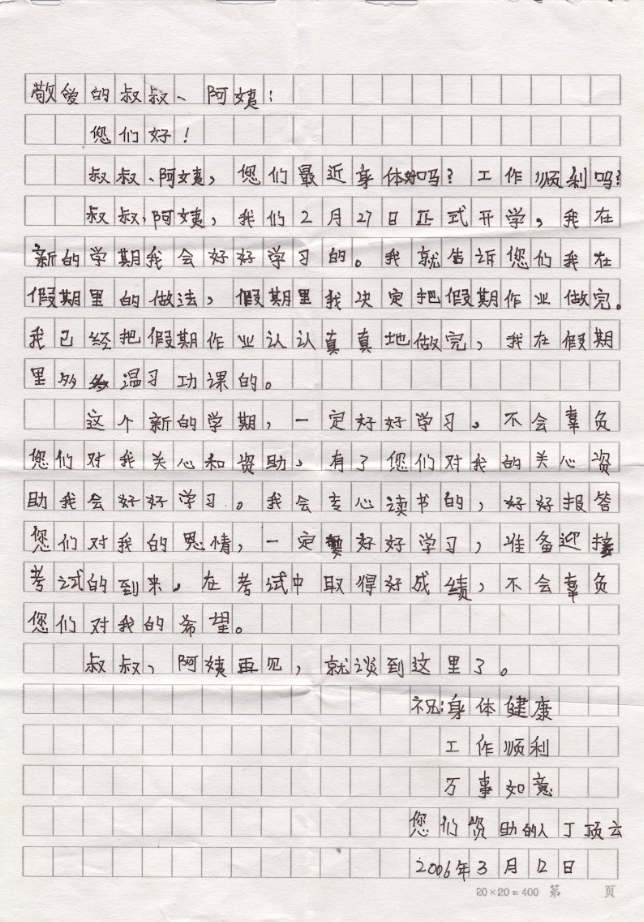 敬爱的叔叔、阿姨：
您们好！
叔叔、阿姨，您们最近身体好吗？工作顺利吗？
叔叔，阿姨，我们2月27日正式开学，我在
新的学期我会好好学习的。我就告诉您们我在
假期里的做法，假期里我决定把假期作业做完。
我已经把假期作业认认真真地做完，我在假期
里温习功课的。
这个新的学期，一定好好学习。不会辜负
您们对我关心和资助，有了您们对我的关心资
助我会好好学习。我会专心读书的，好好报答
您们对我的恩情，一定好好学习，准备迎接
考试的到来。在考试中取得好成绩，不会辜负
您们对我的希望。
叔叔、阿姨再见，就谈到这里了。
祝：身体健康
工作顺利
万事如意
您们资助的人丁顶云
2006年3月12日
20×20=400 第 页